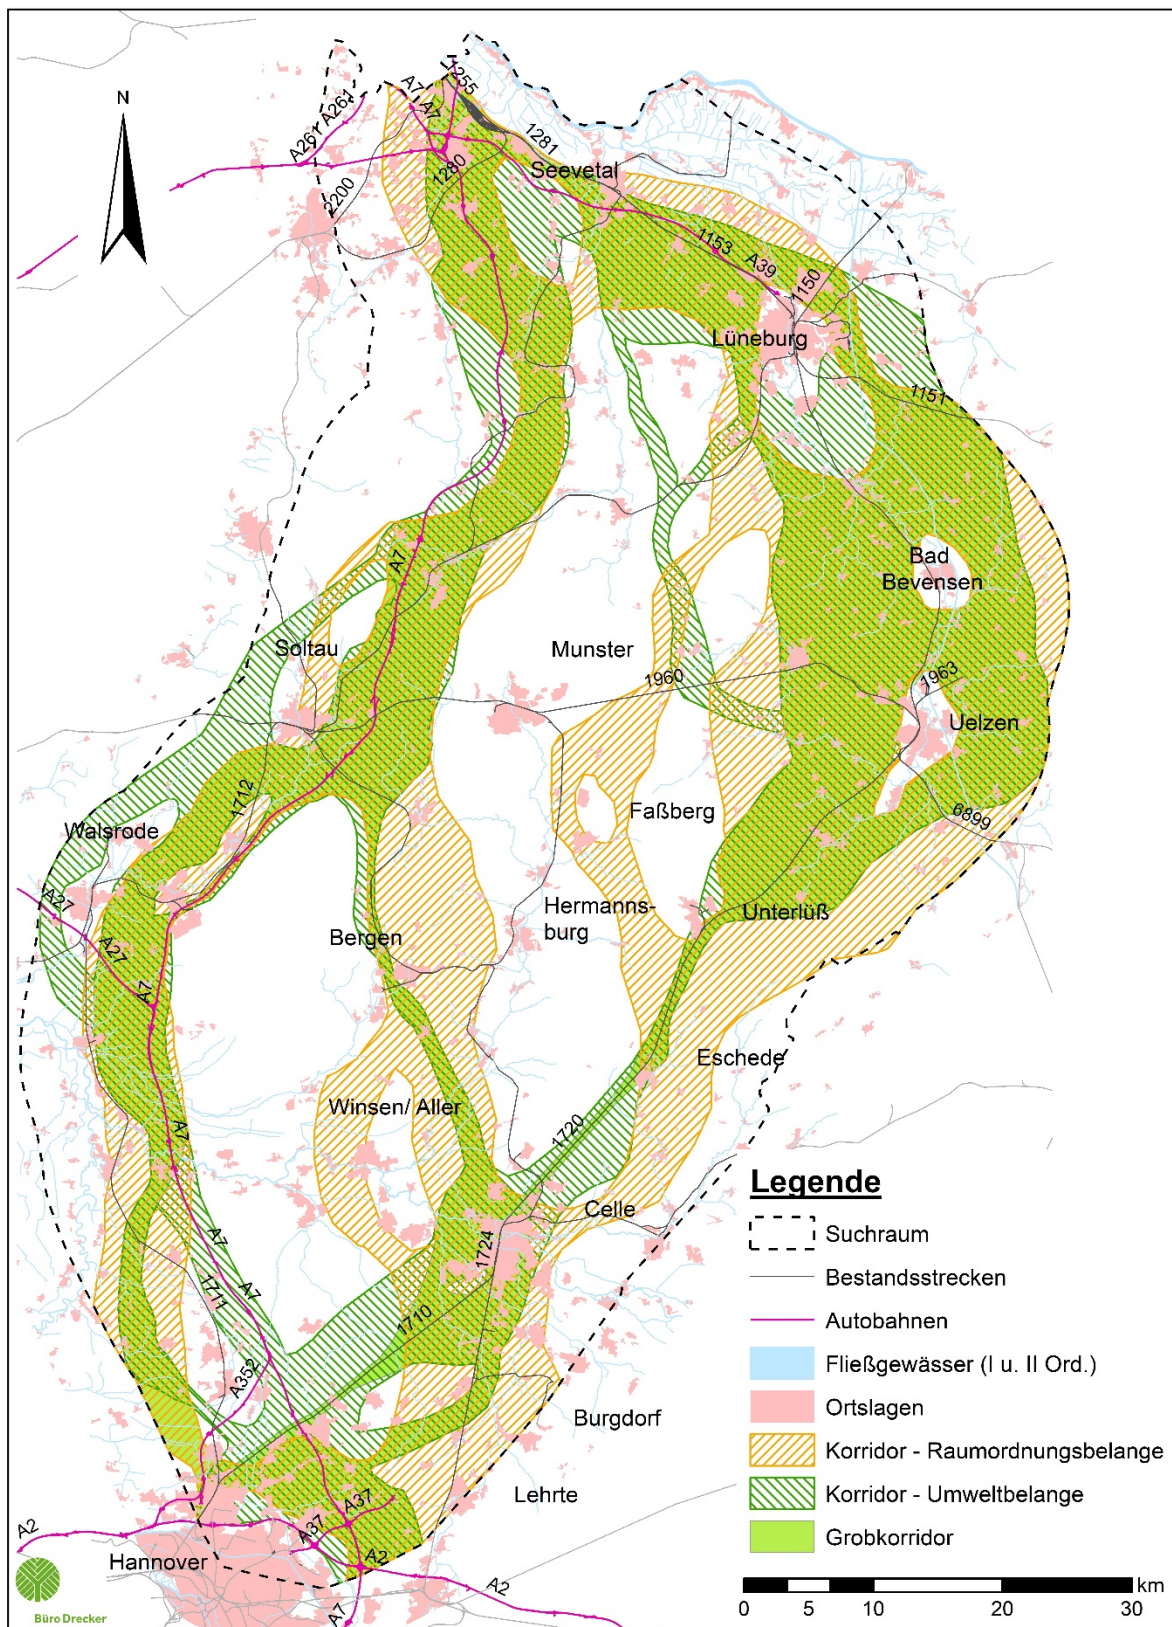 N
A261
A261
A7
A7
1255
1281
Seevetal
1280
2200
1153
A39
1150
Lüneburg
1151
A7
Bad
Bevensen
Soltau
Munster
1960
1963
Uelzen
1712
Walsrode
Faßberg
6899
A27
A27
Hermanns-
burg
Unterlüß
Bergen
A7
Eschede
Winsen/ Aller
A7
1720
Celle
1724
A7
A7
1711
1710
A352
Burgdorf
Lehrte
A37
A37
A2
A2
A2
Hannover
A7
Büro Drecker
Legende
Suchraum
Bestandsstrecken
Autobahnen
Fließgewässer (I u. II Ord.)
Ortslagen
Korridor - Raumordnungsbelange
Korridor - Umweltbelange
Grobkorridor
km
0 5 10 20 30